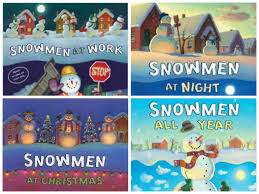 SNOWMEN
AT WORK
STOP
SNOWMEN
AT NIGHT
SNOWMEN
AT CHRISTMAS
SNOWMEN
ALL YEAR